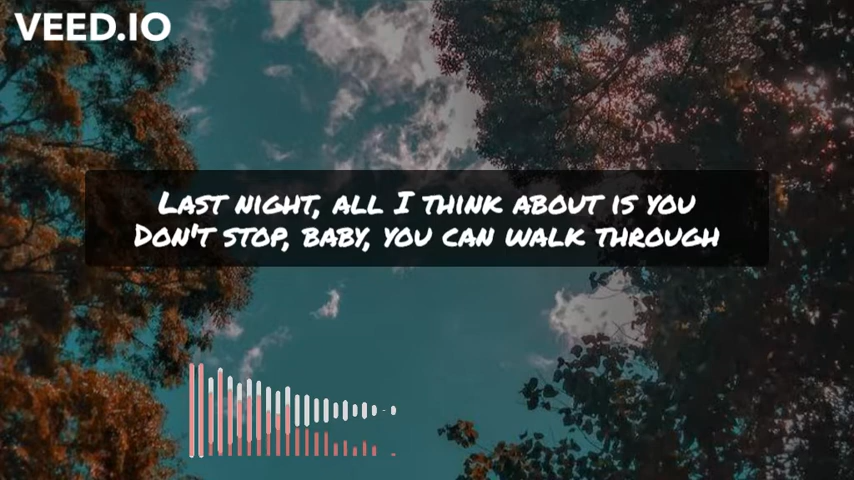 VEED.IO
Last night, all I think about is you
Don't stop, baby, you can walk through